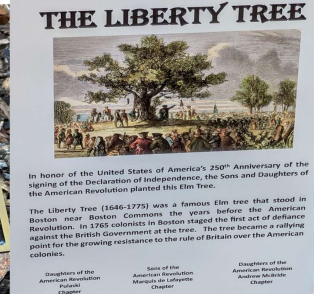 THE LIBERTY TREE
In honor of the United States of America's 250th Anniversary of the
signing of the Declaration of Independence, the Sons and Daughters of
the American Revolution planted this Elm Tree.
The Liberty Tree (1646-1775) was a famous Elm tree that stood in
Boston near Boston Commons the years before the American
Revolution. In 1765 colonists in Boston staged the first act of defiance
against the British Government at the tree. The tree became a rallying
point for the growing resistance to the rule of Britain over the American
colonies.
Daughters of the
American Revolution
Pulaski
Chapter
Sons of the
American Revolution
Marquis de Lafayette
Chapter
Daughters of the
American Revolution
Andrew McBride
Chapter